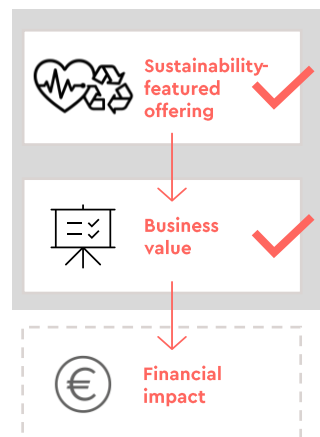 Sustainability-
featured
offering
Business
value
€
Financial
impact